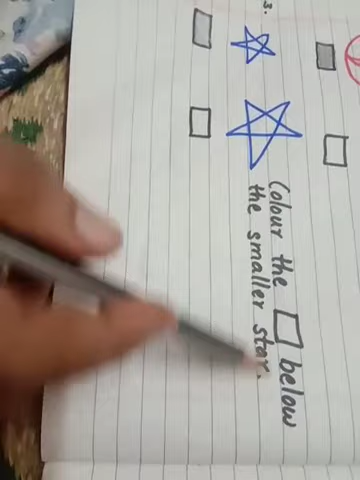 3.
Colour the □ below
the smaller star.